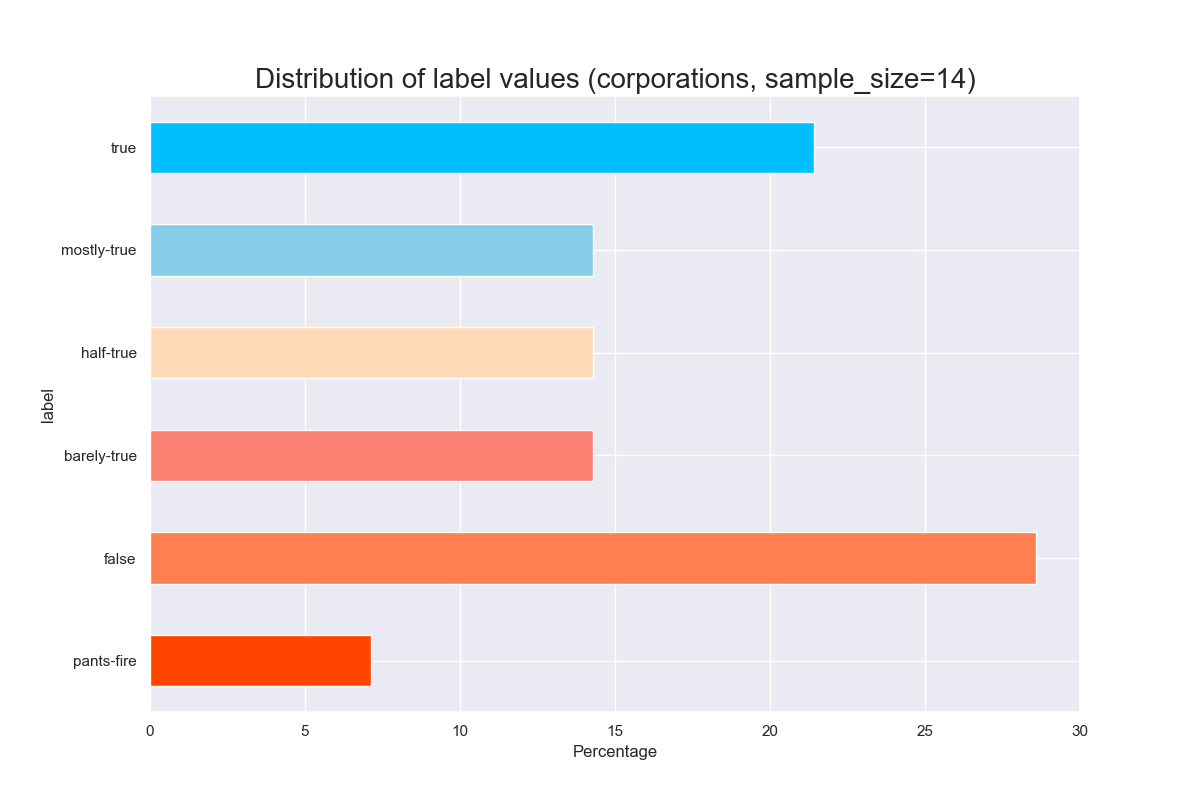 Distribution of label values (corporations, sample_size=14)
true
mostly-true
half-true
barely-true
false
pants-fire
label
0 5 10 15 20 25 30
Percentage